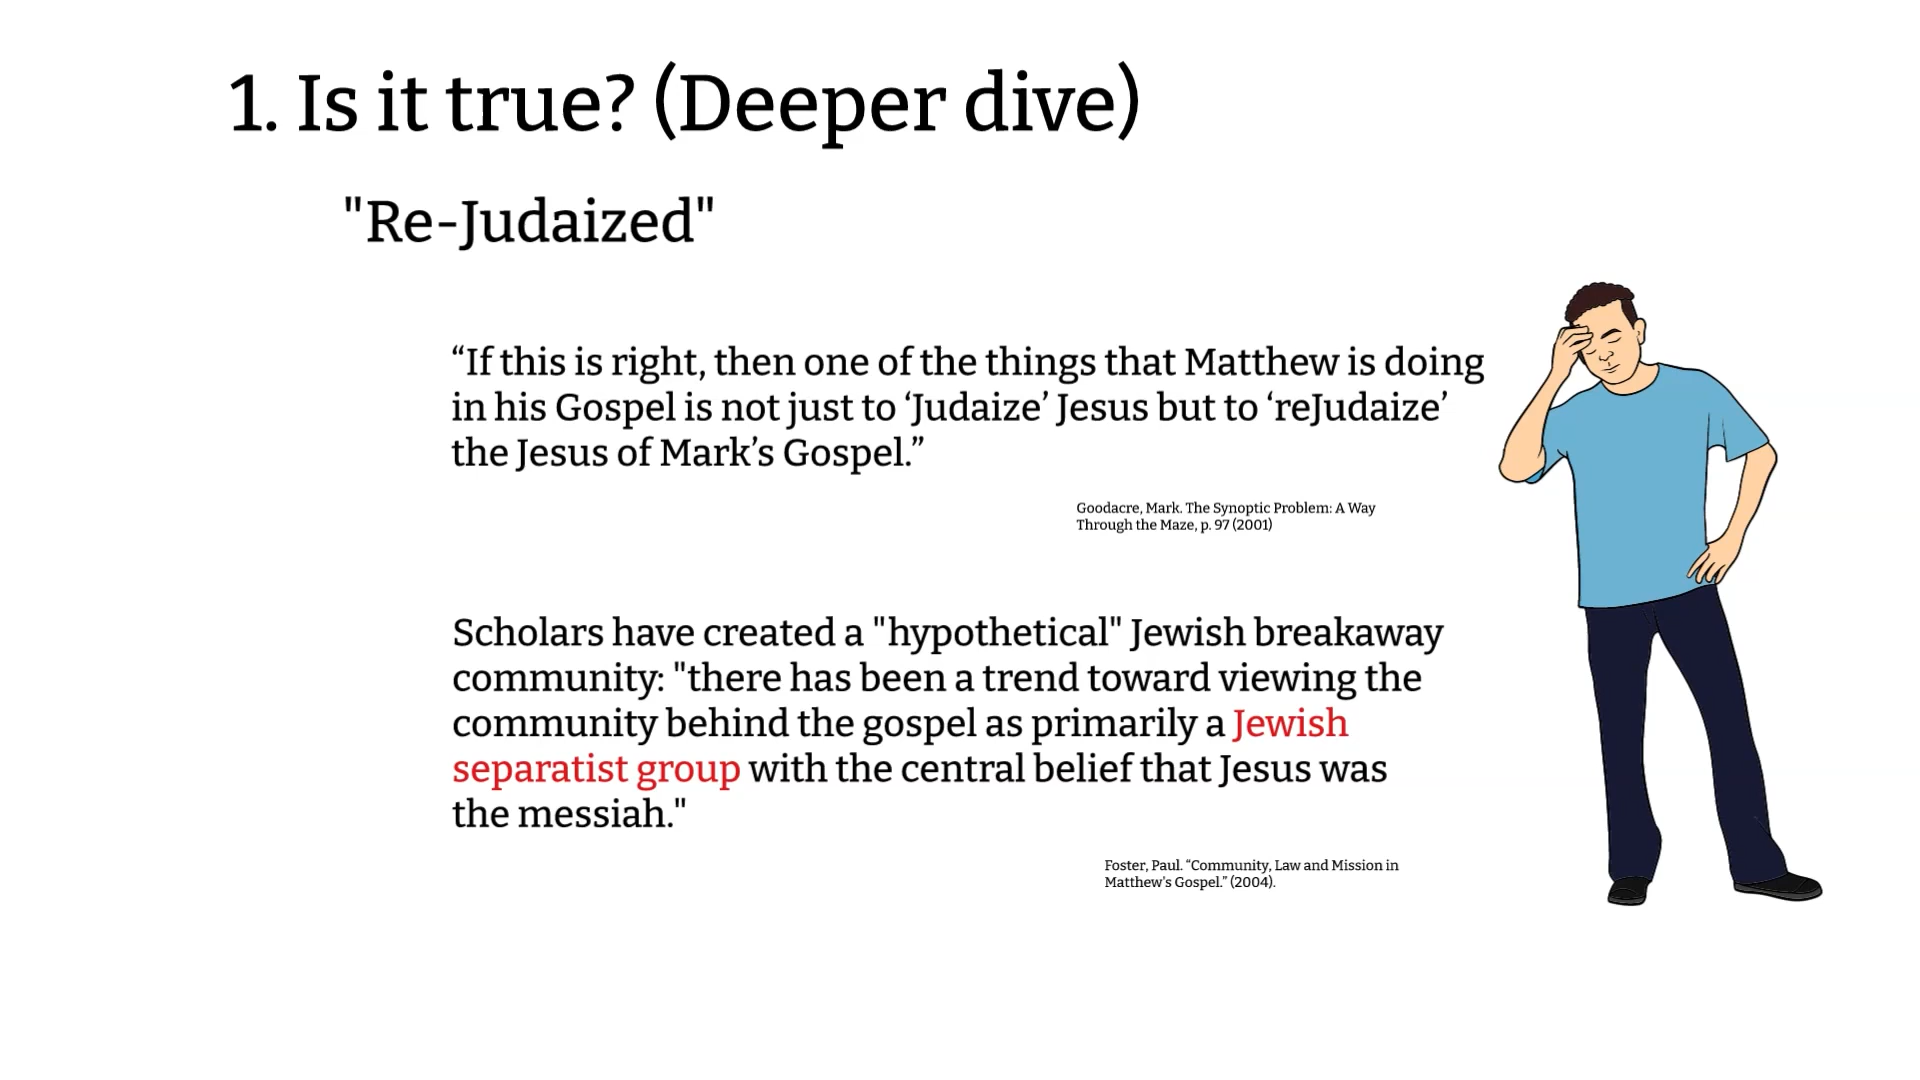 1. Is it true? (Deeper dive)
"Re-Judaized"
“If this is right, then one of the things that Matthew is doing
in his Gospel is not just to ‘Judaize’ Jesus but to ‘reJudaize’
the Jesus of Mark’s Gospel.”
Goodacre, Mark. The Synoptic Problem: A Way
Through the Maze, p. 97 (2001)
Scholars have created a "hypothetical" Jewish breakaway
community: "there has been a trend toward viewing the
community behind the gospel as primarily a Jewish
separatist group with the central belief that Jesus was
the messiah."
Foster, Paul. “Community, Law and Mission in
Matthew's Gospel.” (2004).